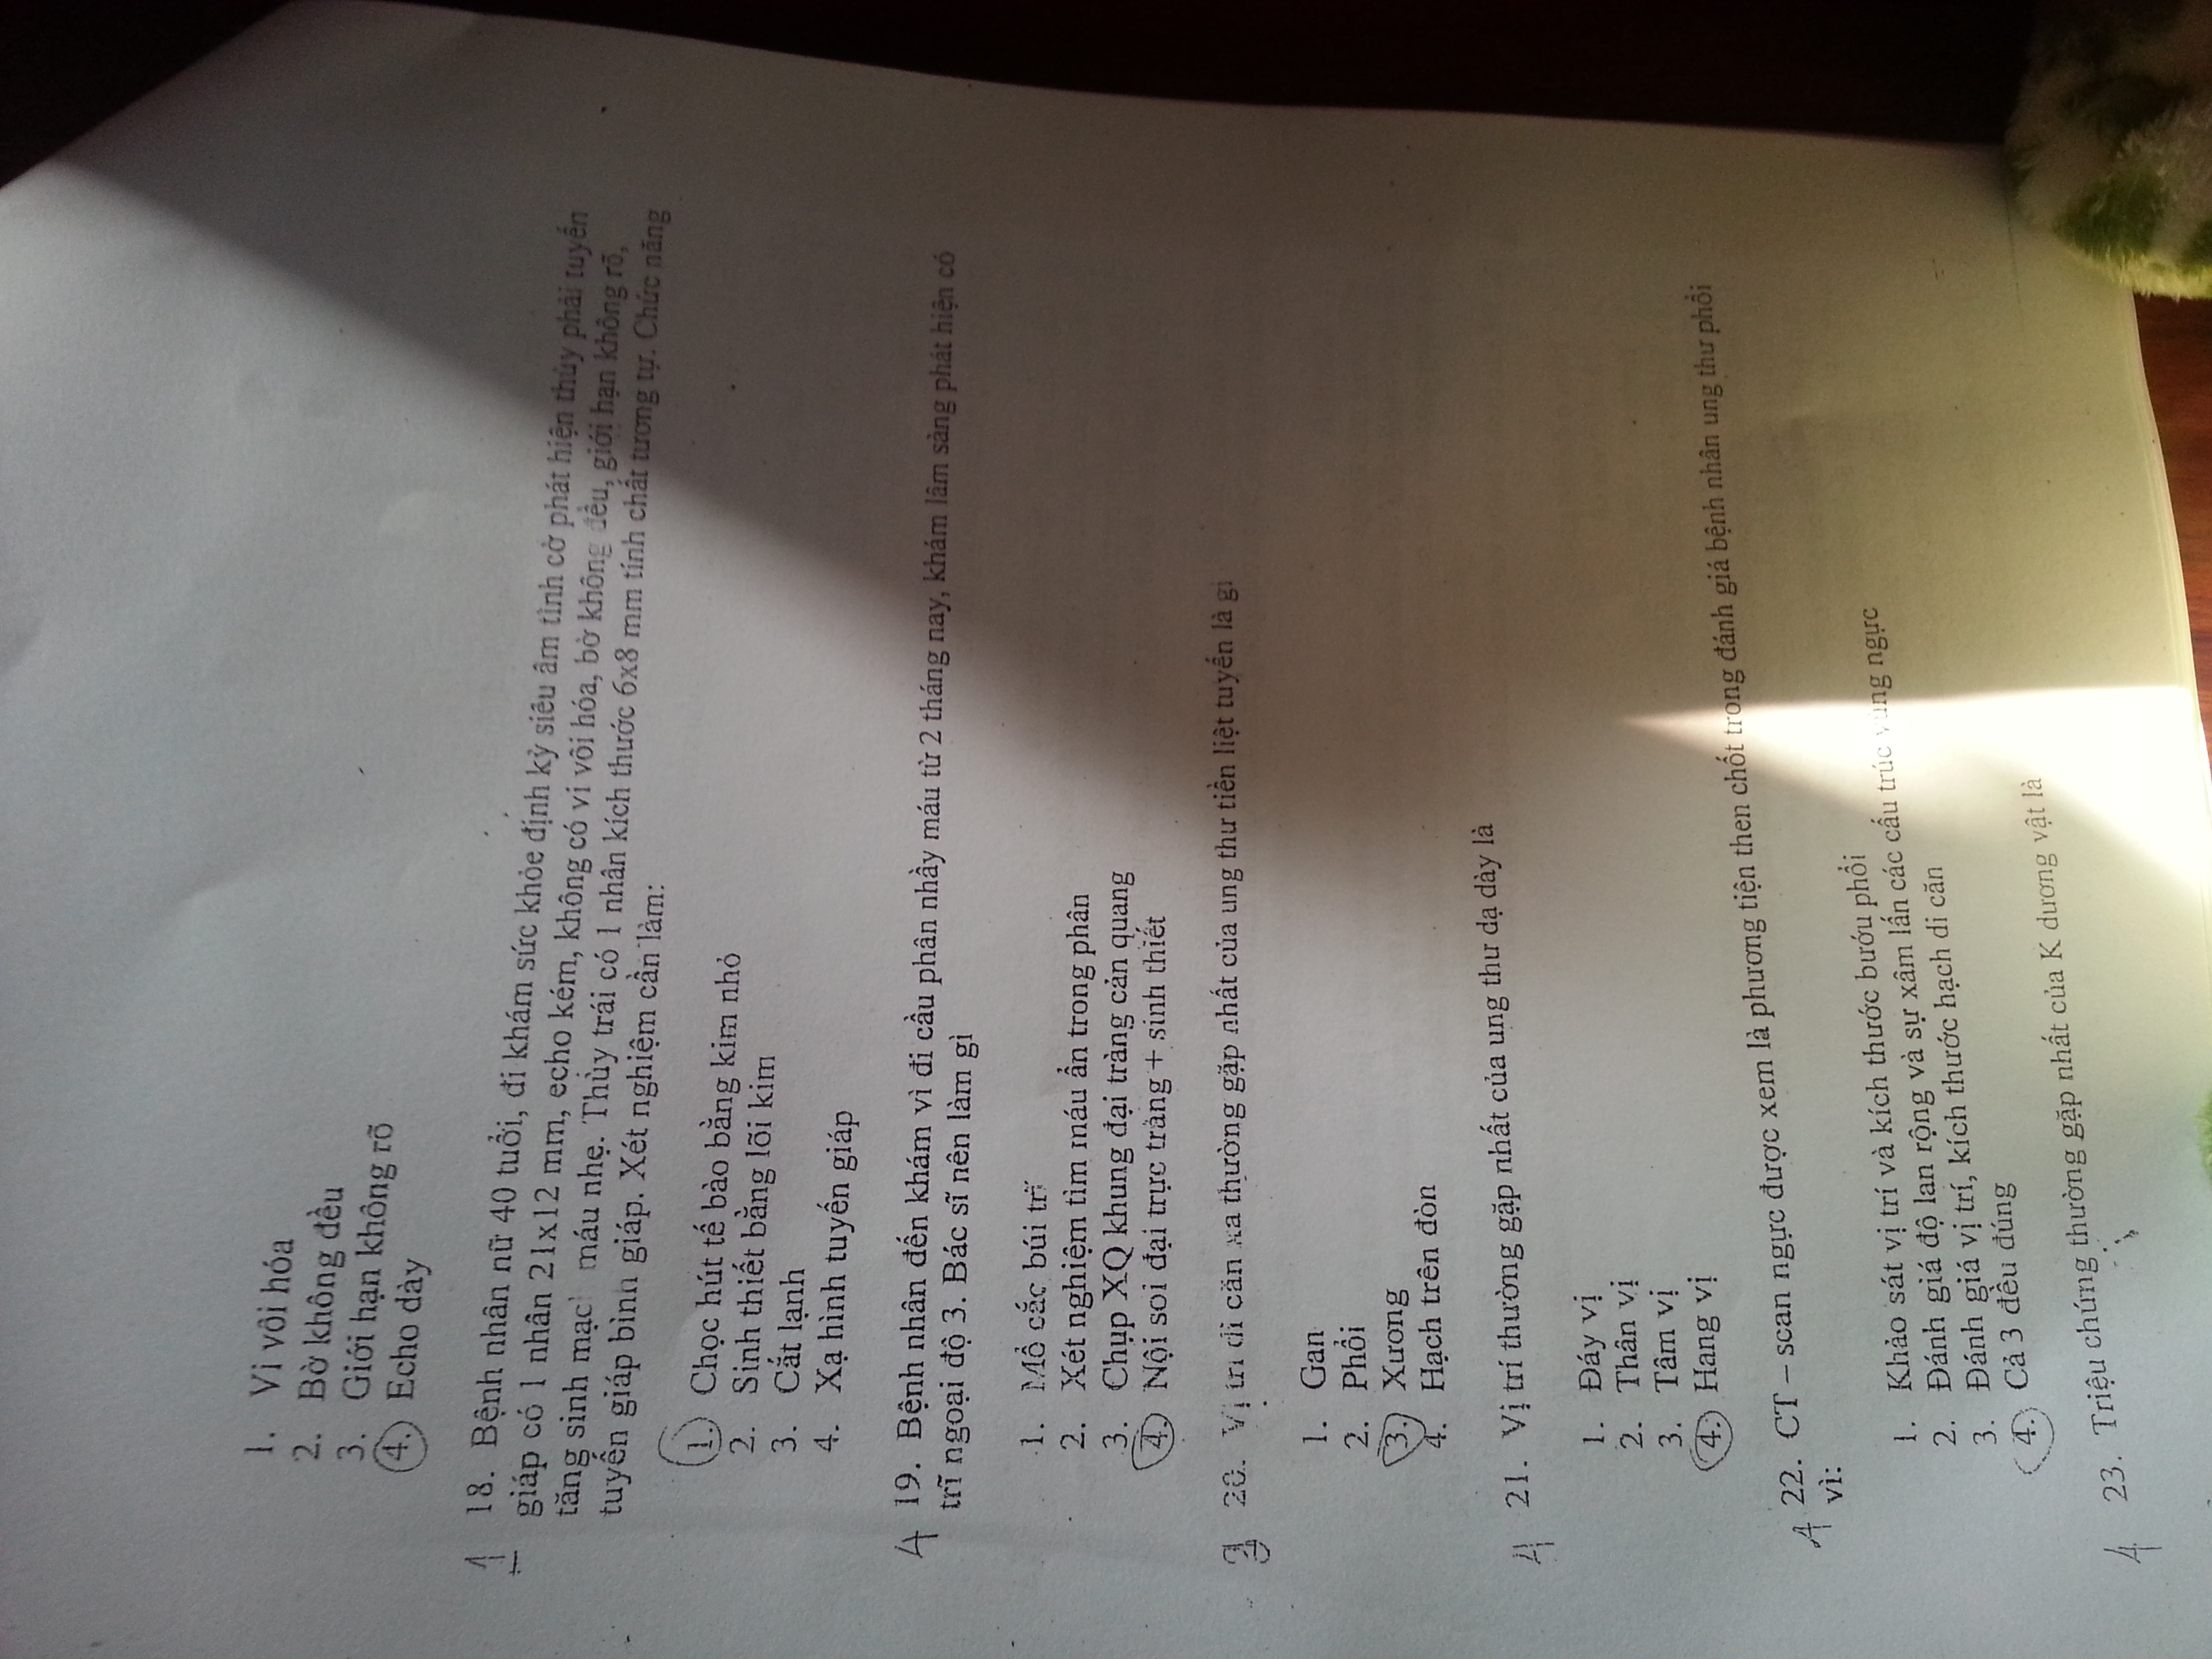 1. Vi vôi hóa
2. Bờ không đều
3. Giới hạn không rõ
4. Echo dày
1 18. Bệnh nhân nữ 40 tuổi, đi khám sức khỏe định kỳ siêu âm tình cờ phát hiện thùy phải tuyến
giáp có 1 nhân 21x12 mm, echo kém, không có vi vôi hóa, bờ không đều, giới hạn không rõ,
tăng sinh mạch máu nhẹ. Thùy trái có 1 nhân kích thước 6x8 mm tính chất tương tự. Chức năng
tuyến giáp bình giáp. Xét nghiệm cần làm:
1. Chọc hút tế bào bằng kim nhỏ
2. Sinh thiết bằng lõi kim
3. Cắt lạnh
4. Xạ hình tuyến giáp
4 19. Bệnh nhân đến khám vì đi cầu phân nhầy máu từ 2 tháng nay, khám lâm sàng phát hiện có
trĩ ngoại độ 3. Bác sĩ nên làm gì
1. Mổ cắc búi trĩ
2. Xét nghiệm tìm máu ẩn trong phân
3. Chụp XQ khung đại tràng cản quang
4. Nội soi đại trực tràng + sinh thiết
3 20. Vị trí di căn xa thường gặp nhất của ung thư tiền liệt tuyến là gì
1. Gan
2. Phổi
3. Xương
4. Hạch trên đòn
4 21. Vị trí thường gặp nhất của ung thư dạ dày là
1. Đáy vị
2. Thân vị
3. Tâm vị
4. Hang vị
4 22. CT – scan ngực được xem là phương tiện then chốt trong đánh giá bệnh nhân ung thư phổi
vì:
1. Khảo sát vị trí và kích thước bướu phổi
2. Đánh giá độ lan rộng và sự xâm lấn các cấu trúc vùng ngực
3. Đánh giá vị trí, kích thước hạch di căn
4. Cả 3 đều đúng
4 23. Triệu chứng thường gặp nhất của K dương vật là